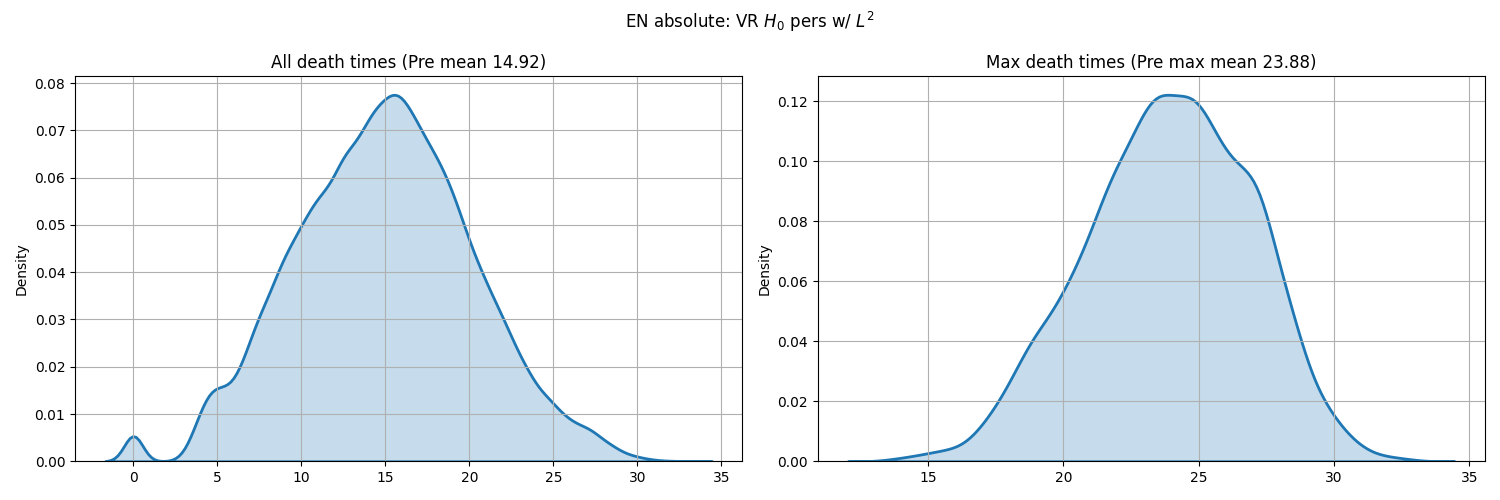 EN absolute: VR $H_0$ pers w/ $L^2$
All death times (Pre mean 14.92)
Density
0.08
0.07
0.06
0.05
0.04
0.03
0.02
0.01
0.00
0 5 10 15 20 25 30 35
Max death times (Pre max mean 23.88)
Density
0.12
0.10
0.08
0.06
0.04
0.02
0.00
15 20 25 30 35